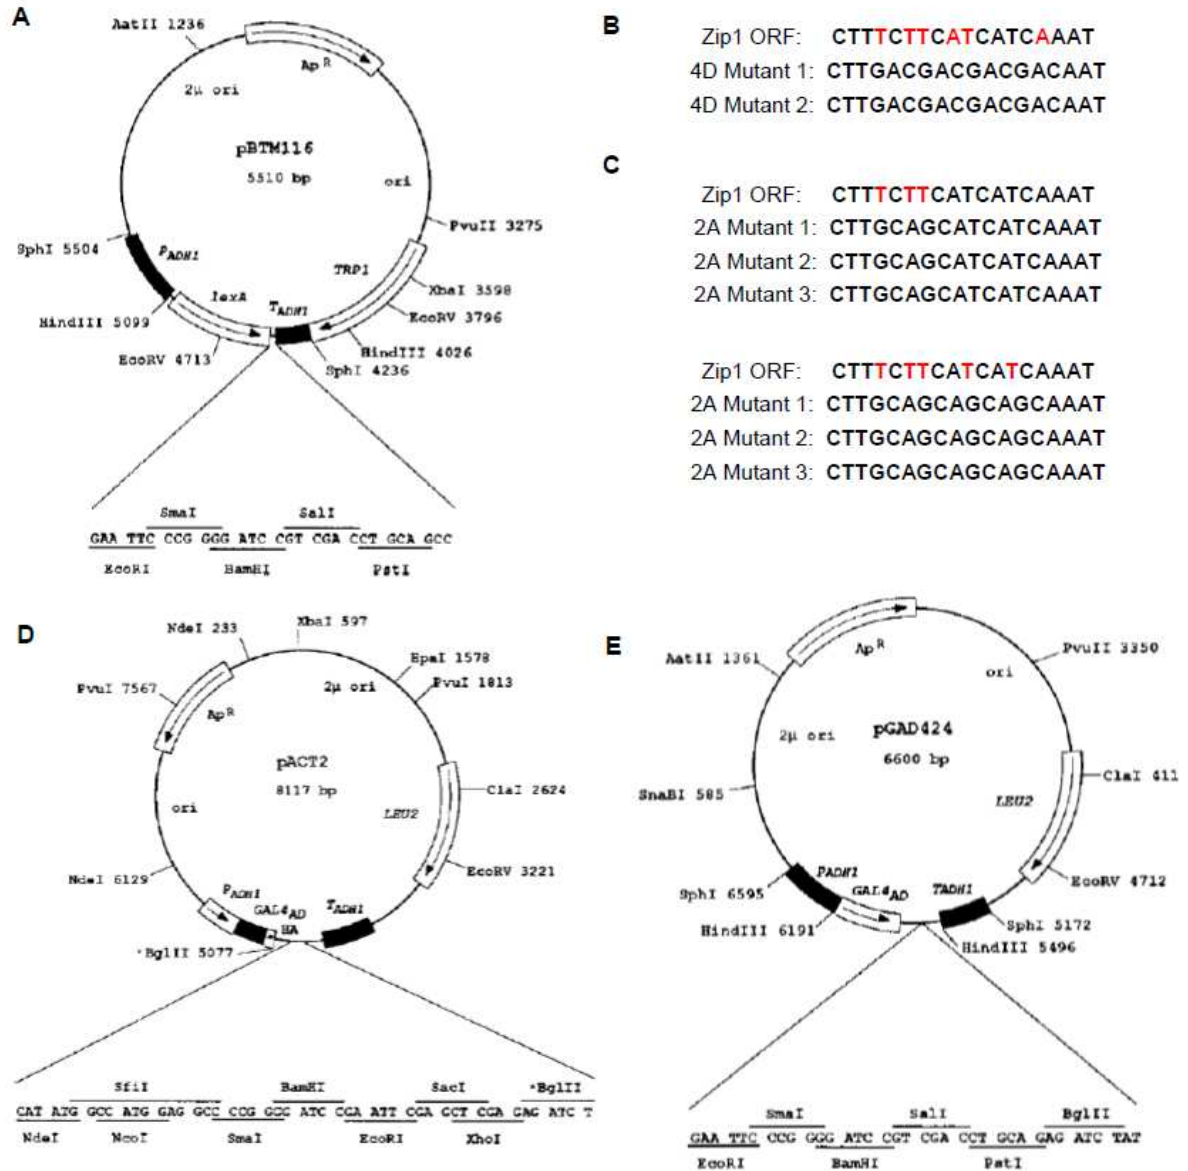 A
AatII 1236
Ap R
2μ ori
pBTM116
5510 bp
ori
PvuII 3275
SphI 5504
PADH1
TRP1
lexA
TADH1
XbaI 3598
EcoRV 3796
HindIII 5099
HindIII 4026
EcoRV 4713
SphI 4236
SmaI SalI
GAA TTC CCG GGG ATC CGT CGA CCT GCA GCC
EcoRI BamHI PstI
B
Zip1 ORF: CTTTCTTCATCATCAAAT
4D Mutant 1: CTTGACGACGACGACAAT
4D Mutant 2: CTTGACGACGACGACAAT
C
Zip1 ORF: CTTTCTTCATCATCAAAT
2A Mutant 1: CTTGCAGCATCATCAAAT
2A Mutant 2: CTTGCAGCATCATCAAAT
2A Mutant 3: CTTGCAGCATCATCAAAT
Zip1 ORF: CTTTCTTCATCATCAAAT
2A Mutant 1: CTTGCAGCAGCAGCAAAT
2A Mutant 2: CTTGCAGCAGCAGCAAAT
2A Mutant 3: CTTGCAGCAGCAGCAAAT
D
NdeI 233
XbaI 597
HpaI 1578
PvuI 1813
2μ ori
PvuI 7567
Ap R
pACT2
8117 bp
ClaI 2624
ori
LEU2
EcoRV 3221
NdeI 6129
PADH1
GAL4AD
TADH1
HA
*BglII 5077
SfiI BamHI SacI *BglII
CAT ATG GCC ATG GAG GCC CCG GGG ATC CGA ATT CGA GCT CGA GAG ATC T
NdeI NcoI SmaI EcoRI XhoI
E
AatII 1361
Ap R
PvuII 3350
ori
2μ ori
pGAD424
6600 bp
ClaI 411
SnaBI 585
LEU2
PADH1
GAL4AD
TADH1
EcoRV 4712
SphI 6595
SphI 5172
HindIII 6191
HindIII 5496
SmaI SalI BglII
GAA TTC CCG GGG ATC CGT CGA CCT GCA GAG ATC TAT
EcoRI BamHI PstI